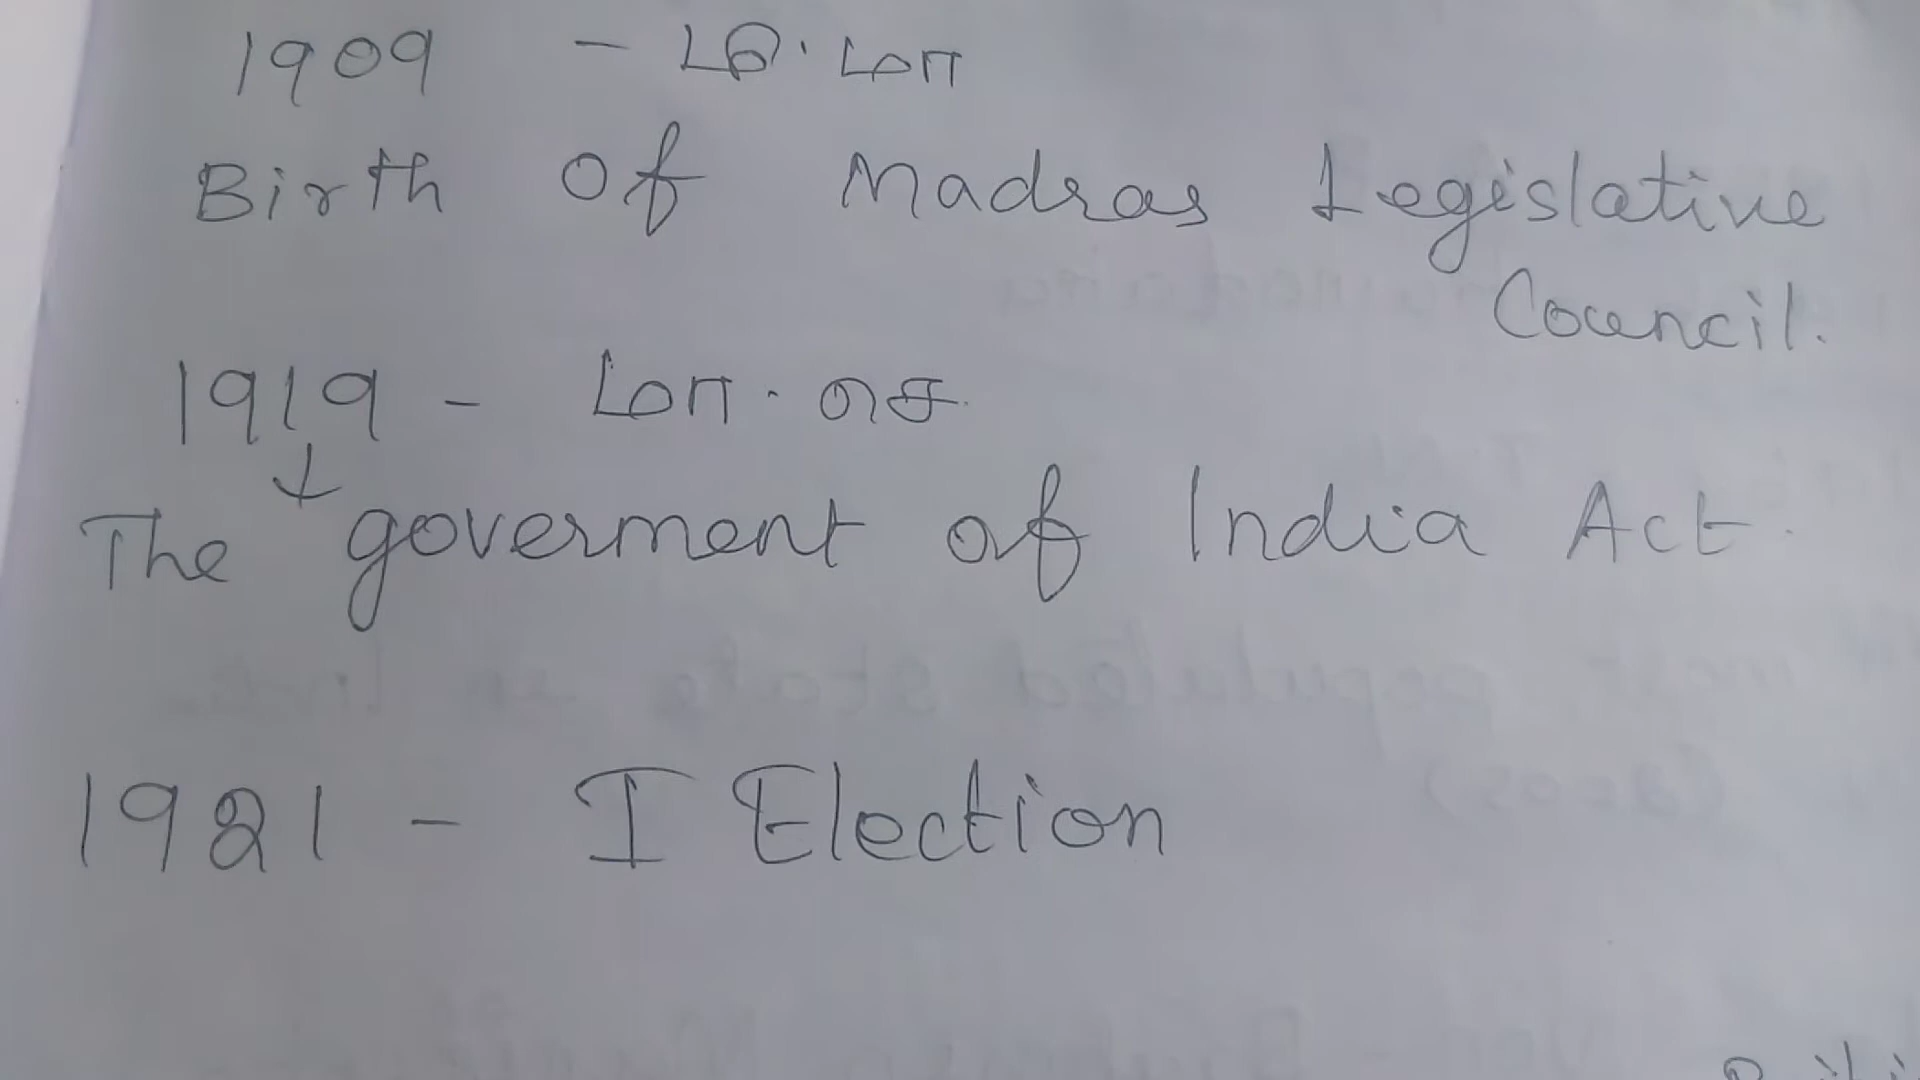 1909 - மி. மா
Birth of Madras Legislative
Council.
1919 - மா. செ.
The goverment of India Act.
1921 - I Election